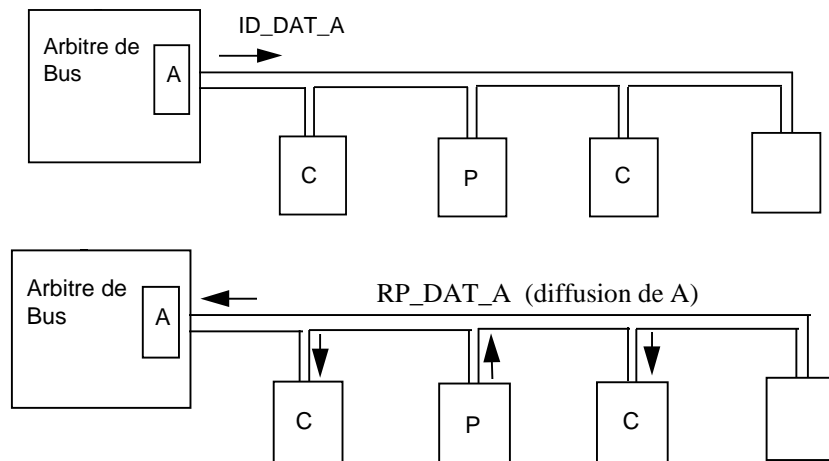 ID_DAT_A
Arbitre de
Bus
A
C
P
C
Arbitre de
Bus
A
RP_DAT_A (diffusion de A)
C
P
C